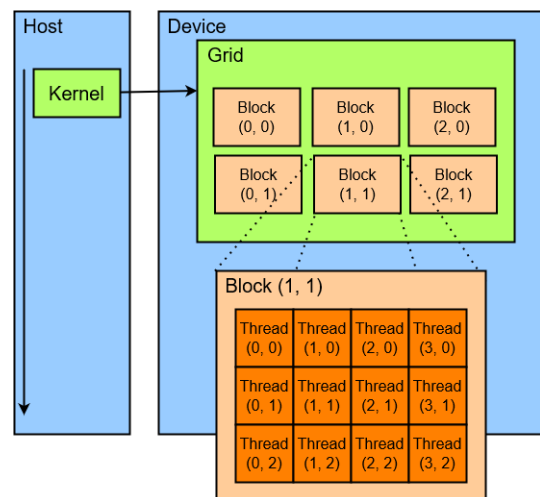 Host
Device
Grid
Kernel
Block
(0, 0)
Block
(1, 0)
Block
(2, 0)
Block
(0, 1)
Block
(1, 1)
Block
(2, 1)
Block (1, 1)
Thread
(0, 0)
Thread
(1, 0)
Thread
(2, 0)
Thread
(3, 0)
Thread
(0, 1)
Thread
(1, 1)
Thread
(2, 1)
Thread
(3, 1)
Thread
(0, 2)
Thread
(1, 2)
Thread
(2, 2)
Thread
(3, 2)